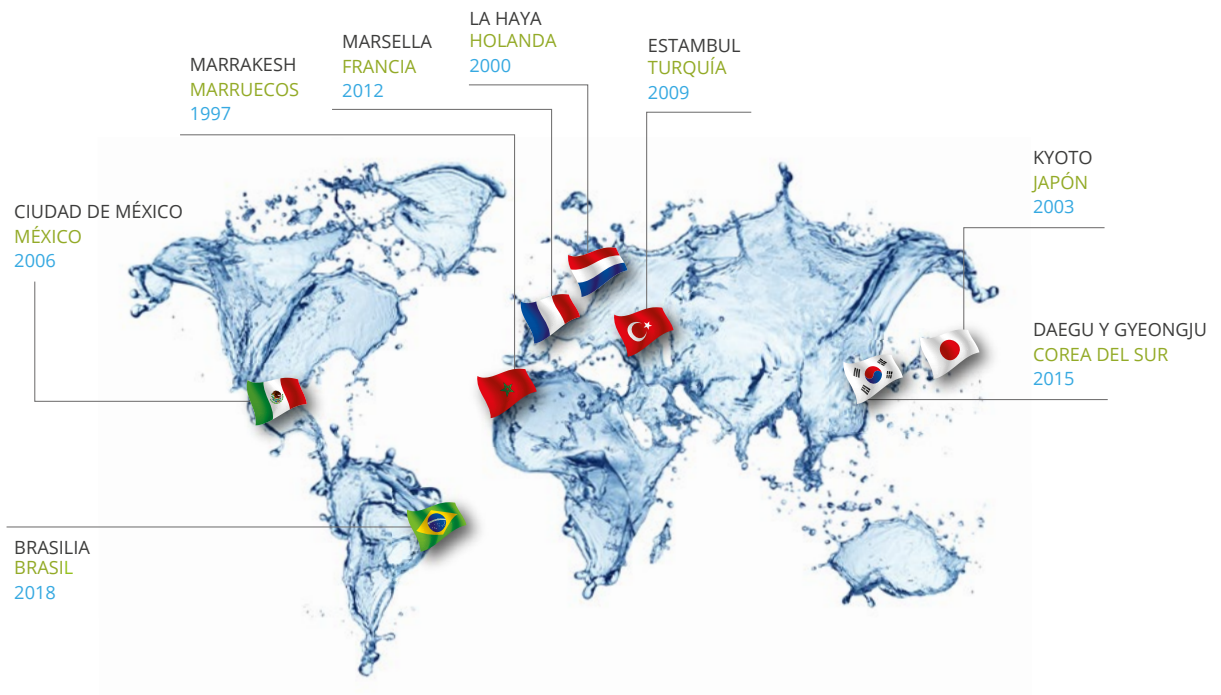 LA HAYA
HOLANDA
2000
MARSELLA
FRANCIA
2012
ESTAMBUL
TURQUÍA
2009
MARRAKESH
MARRUECOS
1997
KYOTO
JAPÓN
2003
CIUDAD DE MÉXICO
MÉXICO
2006
DAEGU Y GYEONGJU
COREA DEL SUR
2015
BRASILIA
BRASIL
2018